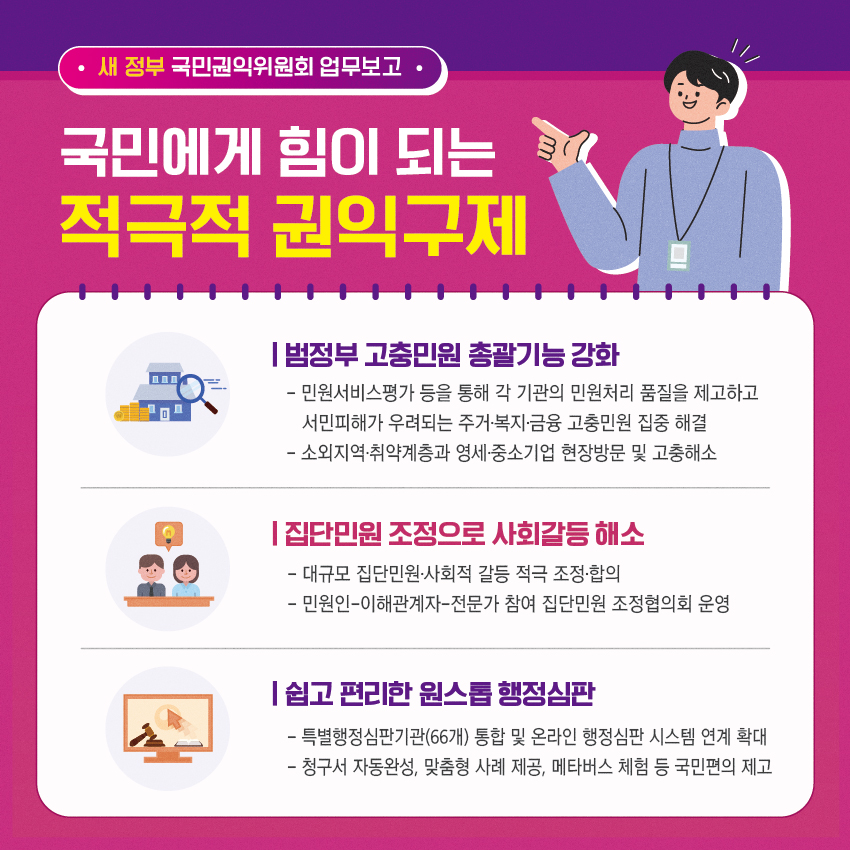 • 새 정부 국민권익위원회 업무보고 •
국민에게 힘이 되는
적극적 권익구제
| 범정부 고충민원 총괄기능 강화
- 민원서비스평가 등을 통해 각 기관의 민원처리 품질을 제고하고
서민피해가 우려되는 주거·복지·금융 고충민원 집중 해결
- 소외지역·취약계층과 영세·중소기업 현장방문 및 고충해소
| 집단민원 조정으로 사회갈등 해소
- 대규모 집단민원·사회적 갈등 적극 조정·합의
- 민원인-이해관계자-전문가 참여 집단민원 조정협의회 운영
| 쉽고 편리한 원스톱 행정심판
- 특별행정심판기관(66개) 통합 및 온라인 행정심판 시스템 연계 확대
- 청구서 자동완성, 맞춤형 사례 제공, 메타버스 체험 등 국민편의 제고